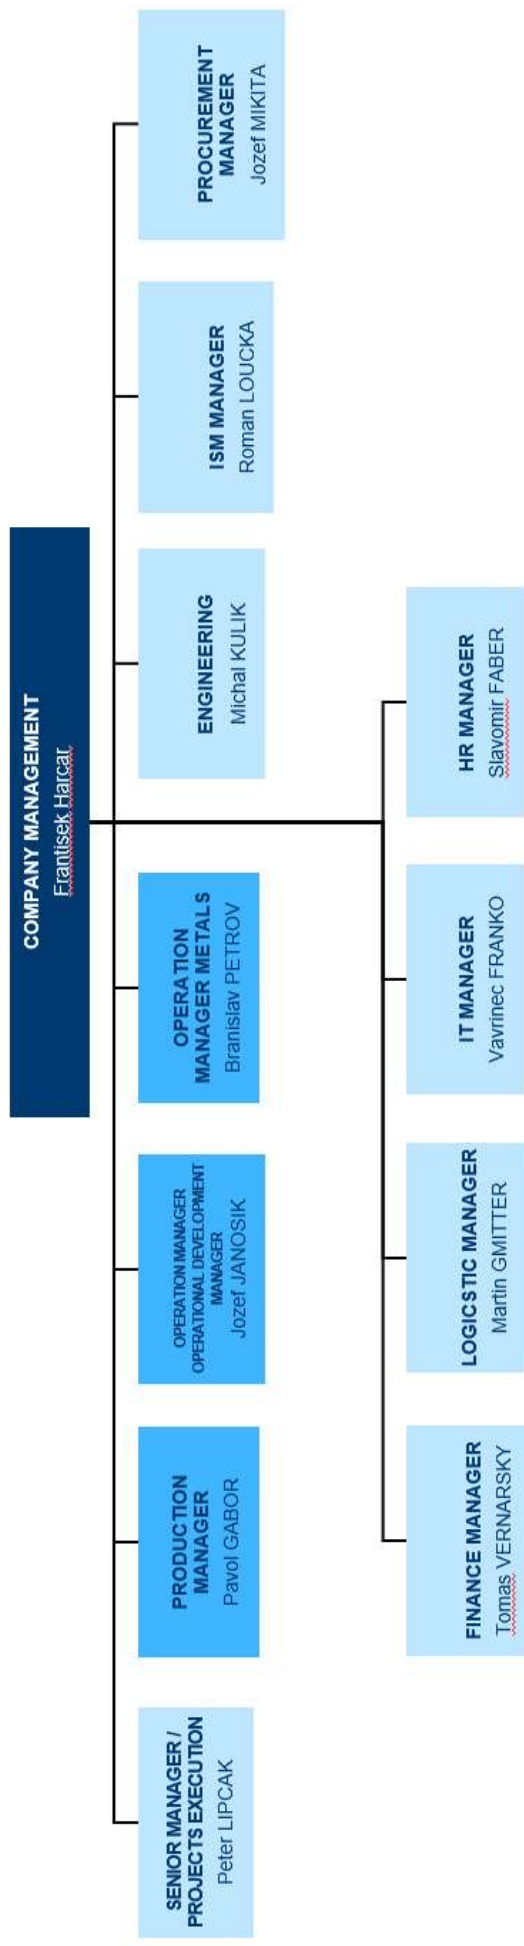 COMPANY MANAGEMENT
Frantisek Harcar
SENIOR MANAGER /
PROJECTS EXECUTION
Peter LIPCAK
PRODUCTION
MANAGER
Pavol GABOR
OPERATION MANAGER
OPERATIONAL DEVELOPMENT
MANAGER
Jozef JANOSIK
OPERATION
MANAGER METALS
Branislav PETROV
ENGINEERING
Michal KULIK
ISM MANAGER
Roman LOUCKA
PROCUREMENT
MANAGER
Jozef MIKITA
FINANCE MANAGER
Tomas VERNARSKY
LOGICSTIC MANAGER
Martin GMITTER
IT MANAGER
Vavrinec FRANKO
HR MANAGER
Slavomir FABER